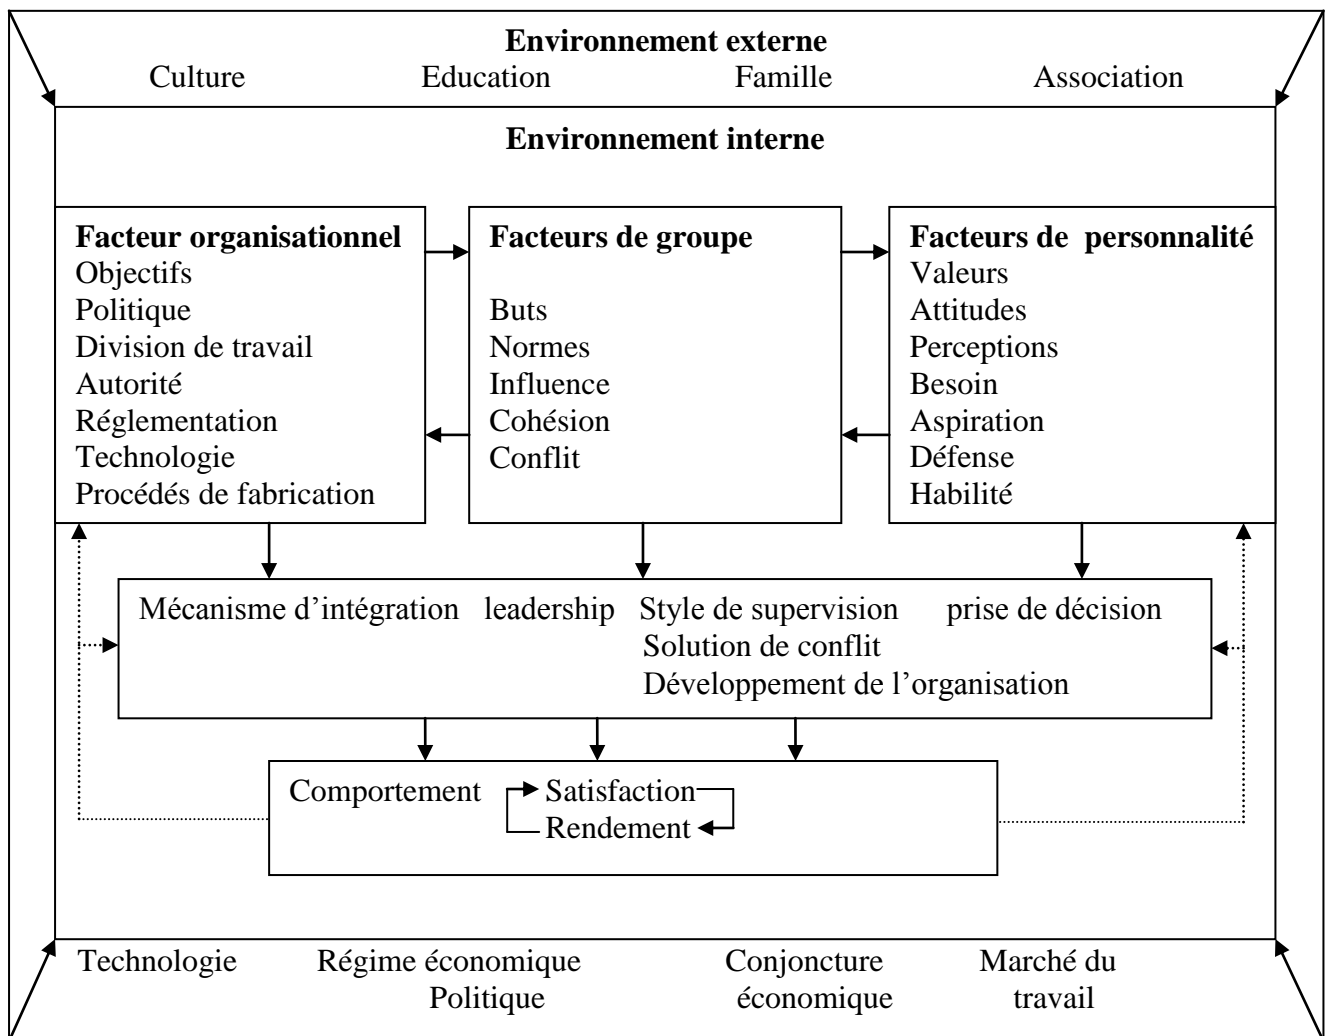 Environnement externe
Culture Education Famille Association
Environnement interne
Facteur organisationnel
Objectifs
Politique
Division de travail
Autorité
Réglementation
Technologie
Procédés de fabrication
Facteurs de groupe
Buts
Normes
Influence
Cohésion
Conflit
Facteurs de personnalité
Valeurs
Attitudes
Perceptions
Besoin
Aspiration
Défense
Habilité
Mécanisme d’intégration leadership Style de supervision prise de décision
Solution de conflit
Développement de l’organisation
Comportement Satisfaction
Rendement
Technologie Régime économique Conjoncture Marché du
Politique économique travail